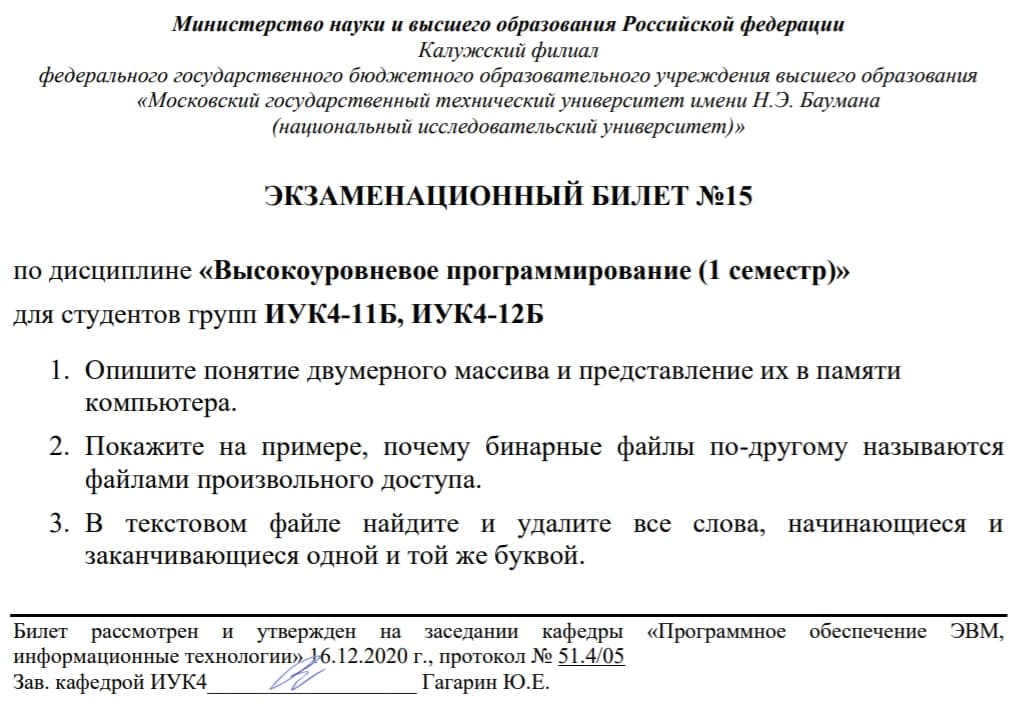 Министерство науки и высшего образования Российской федерации
Калужский филиал
федерального государственного бюджетного образовательного учреждения высшего образования
«Московский государственный технический университет имени Н.Э. Баумана
(национальный исследовательский университет)»
ЭКЗАМЕНАЦИОННЫЙ БИЛЕТ №15
по дисциплине «Высокоуровневое программирование (1 семестр)»
для студентов групп ИУК4-11Б, ИУК4-12Б
1. Опишите понятие двумерного массива и представление их в памяти
компьютера.
2. Покажите на примере, почему бинарные файлы по-другому называются
файлами произвольного доступа.
3. В текстовом файле найдите и удалите все слова, начинающиеся и
заканчивающиеся одной и той же буквой.
Билет рассмотрен и утвержден на заседании кафедры «Программное обеспечение ЭВМ,
информационные технологии» 16.12.2020 г., протокол № 51.4/05
Зав. кафедрой ИУК4____________________ Гагарин Ю.Е.